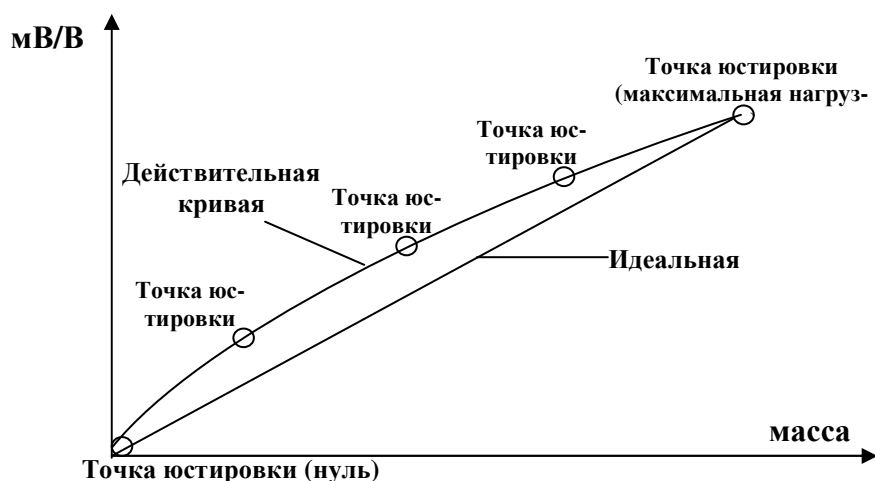 мВ/В
Точка юстировки
(максимальная нагруз-
Точка юс-
тировки
Действительная
кривая
Точка юс-
тировки
Идеальная
Точка юс-
тировки
масса
Точка юстировки (нуль)